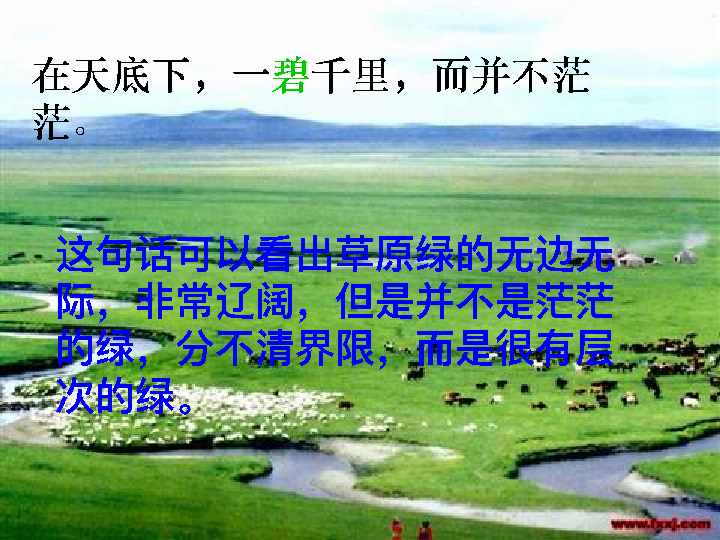 在天底下，一碧千里，而并不茫
茫。
这句话可以看出草原绿的无边无
际，非常辽阔，但是并不是茫茫
的绿，分不清界限，而是很有层
次的绿。
www.fxxj.com